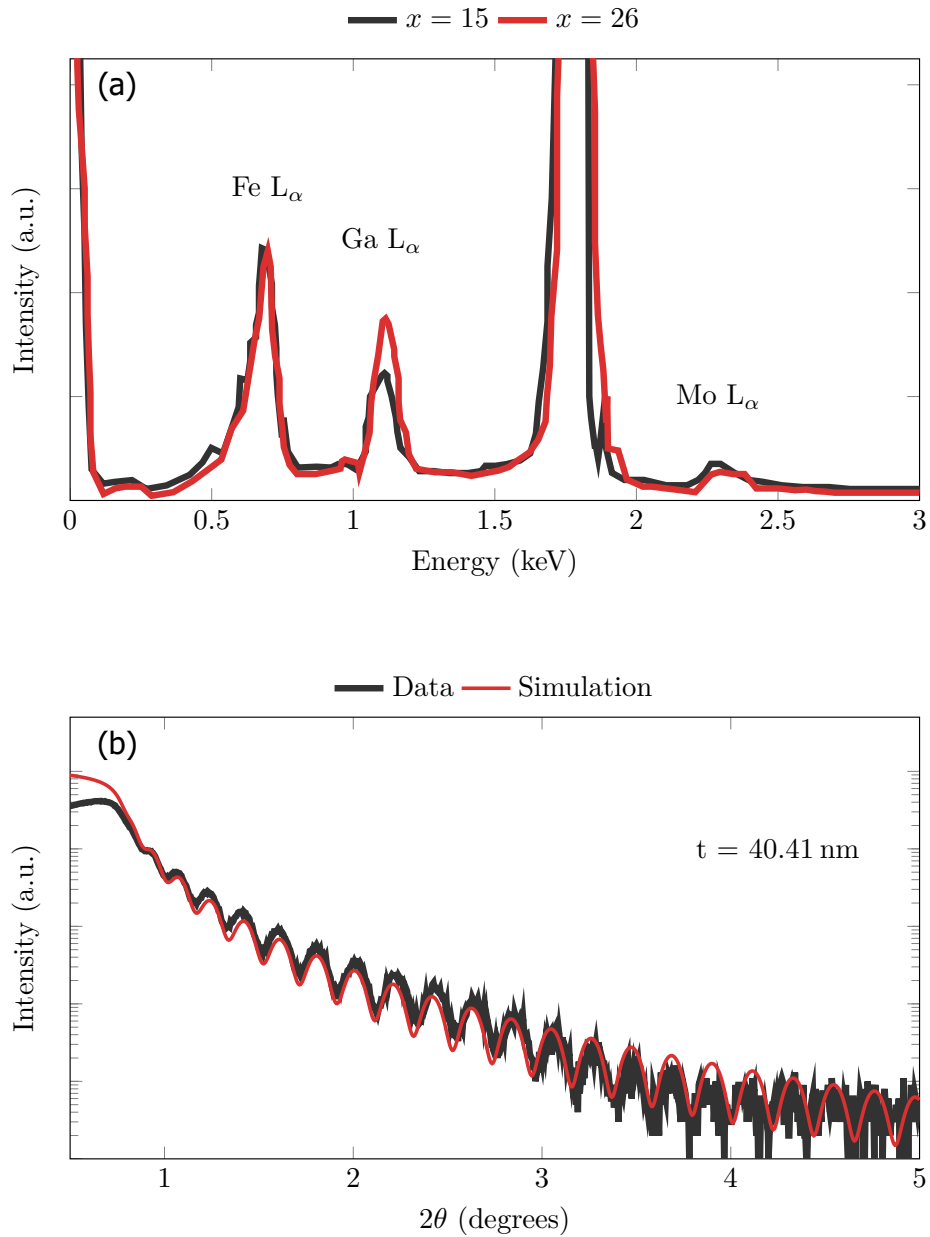 x = 15 x = 26
(a)
Fe Lα
Ga Lα
Mo Lα
Intensity (a.u.)
0 0.5 1 1.5 2 2.5 3
Energy (keV)
Data Simulation
(b)
t = 40.41 nm
Intensity (a.u.)
1 2 3 4 5
2θ (degrees)